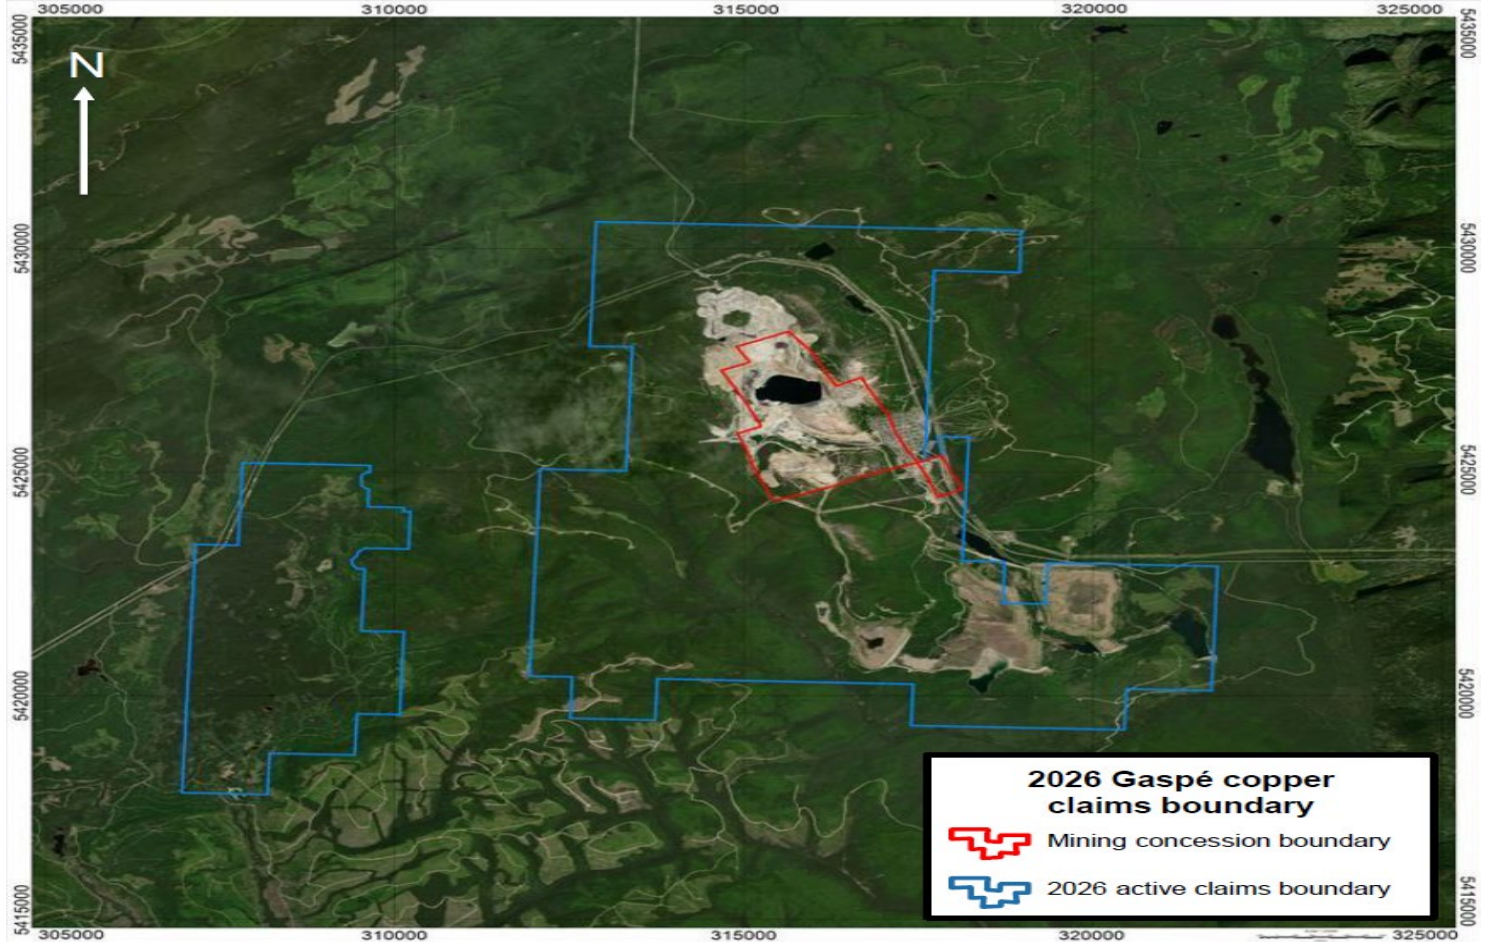 305000 310000 315000 320000 325000
5435000 5435000
N
5430000 5430000
5425000 5425000
5420000 5420000
2026 Gaspé copper
claims boundary
Mining concession boundary
2026 active claims boundary
5415000 5415000
305000 310000 315000 320000 325000